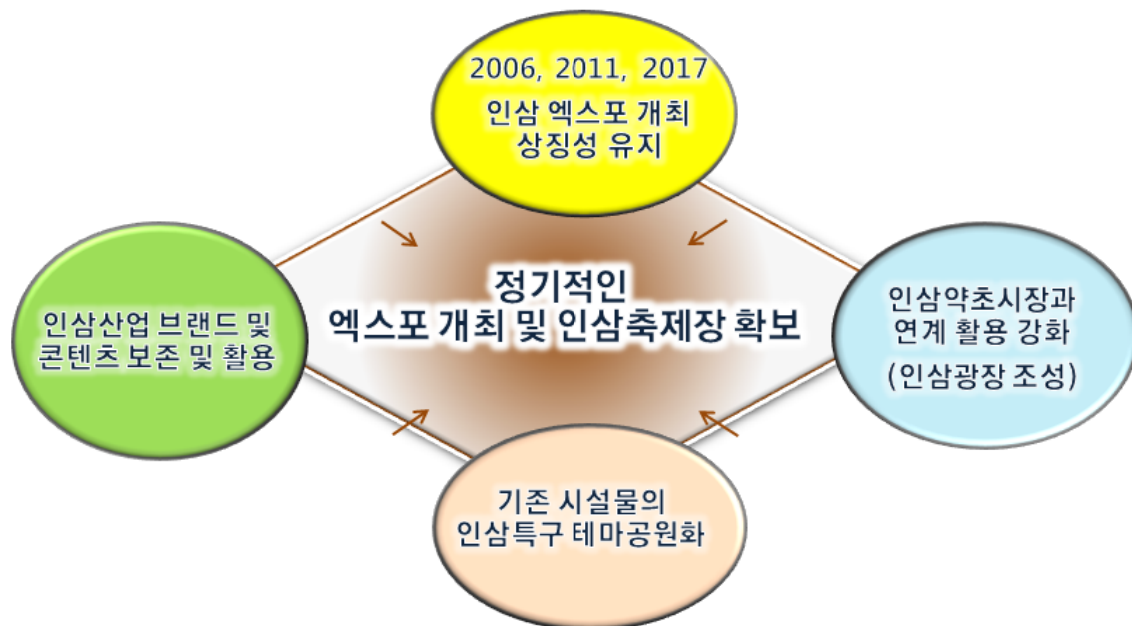 2006, 2011, 2017
인삼 엑스포 개최
상징성 유지
인삼산업 브랜드 및
콘텐츠 보존 및 활용
정기적인
엑스포 개최 및 인삼축제장 확보
인삼약초시장과
연계 활용 강화
(인삼광장 조성)
기존 시설물의
인삼특구 테마공원화